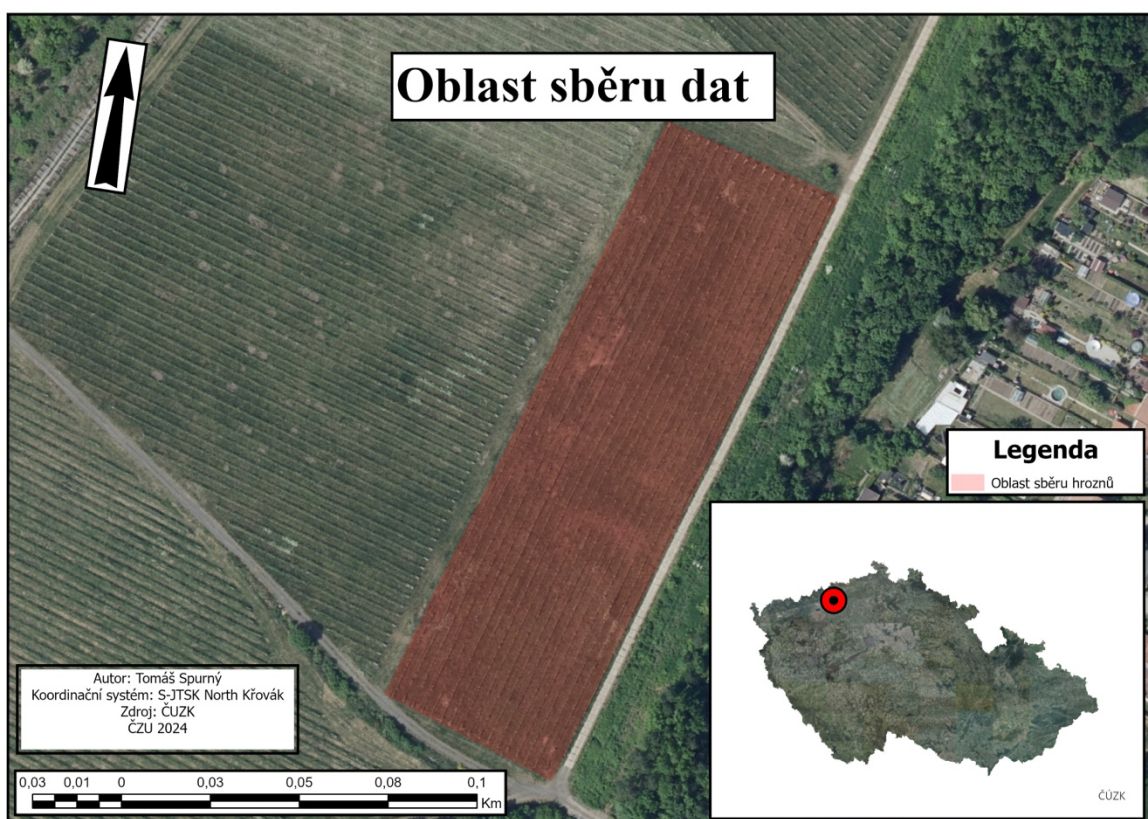 Oblast sběru dat
Legenda
Oblast sběru hroznů
Autor: Tomáš Spurný
Koordinační systém: S-JTSK North Křovák
Zdroj: ČUZK
ČZU 2024
0,03 0,01 0 0,03 0,05 0,08 0,1
Km
ČÚZK